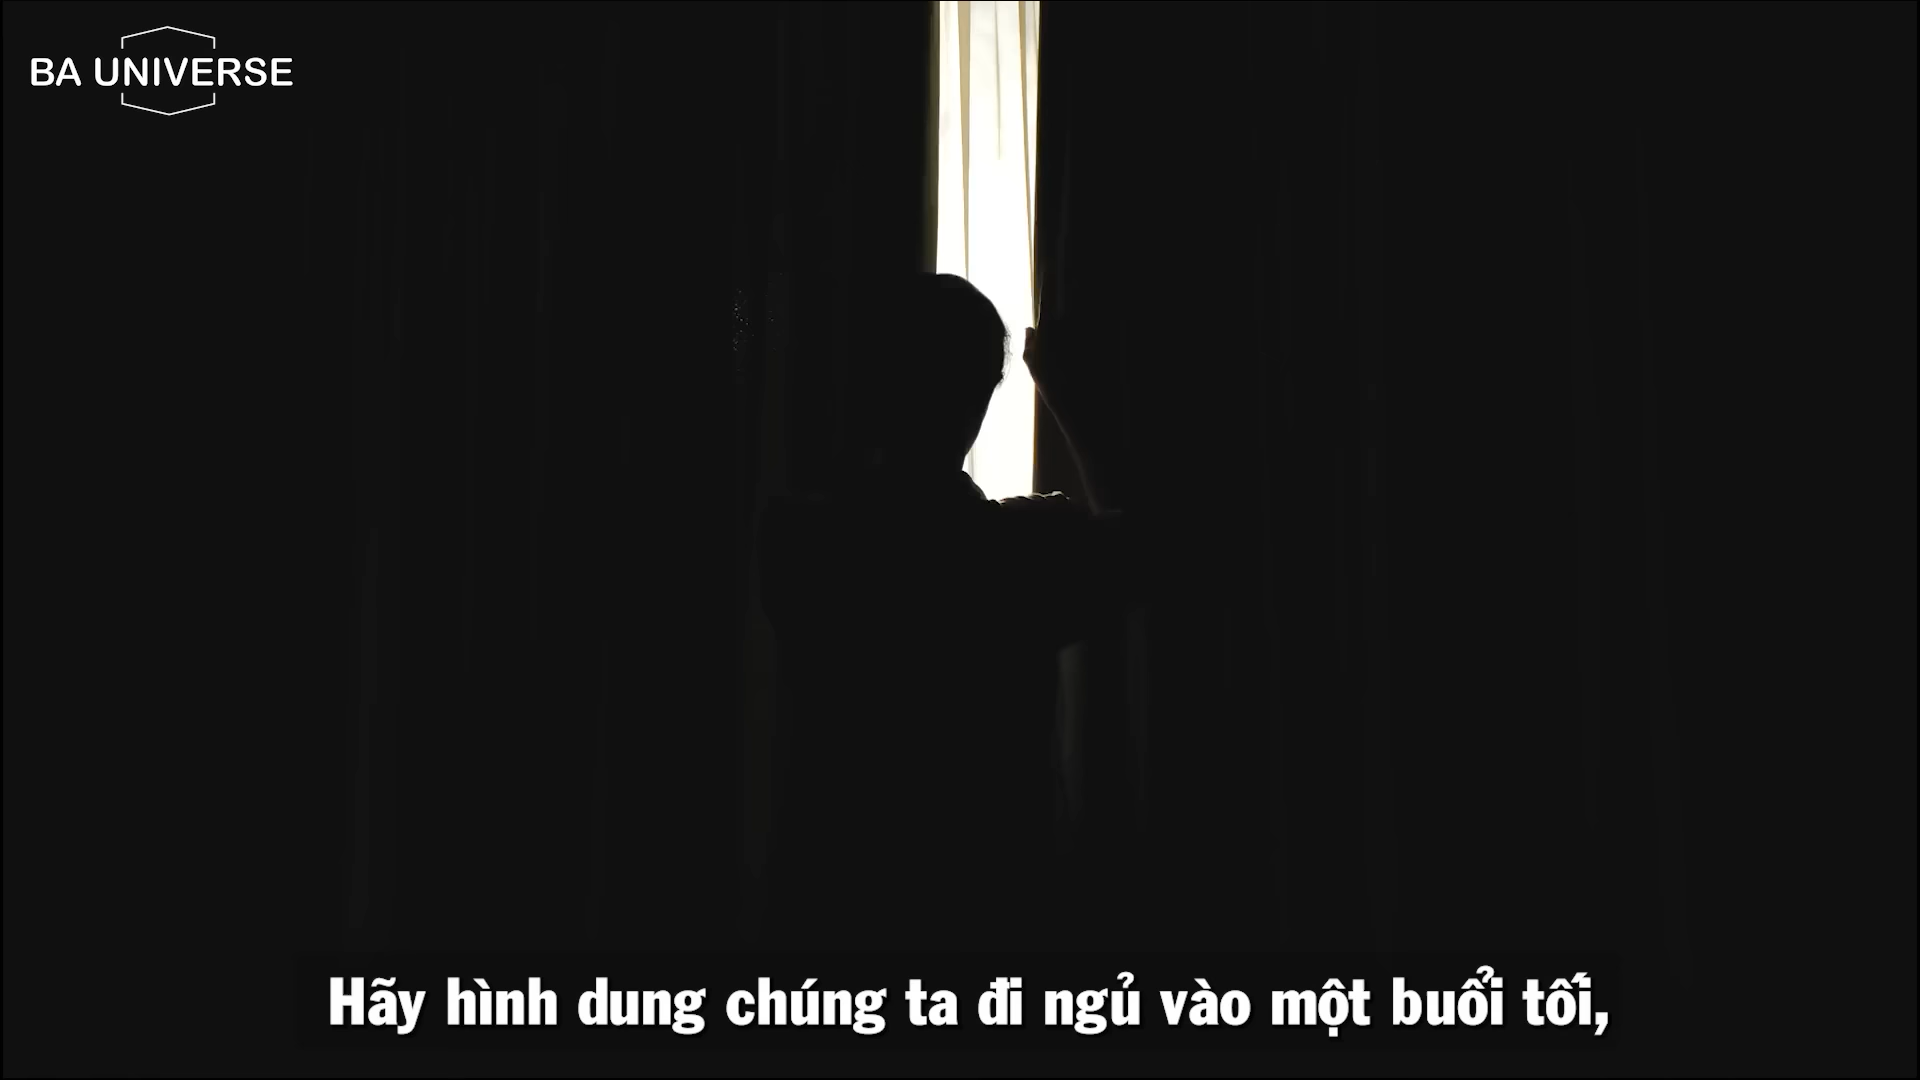 BA UNIVERSE
Hãy hình dung chúng ta đi ngủ vào một buổi tối,